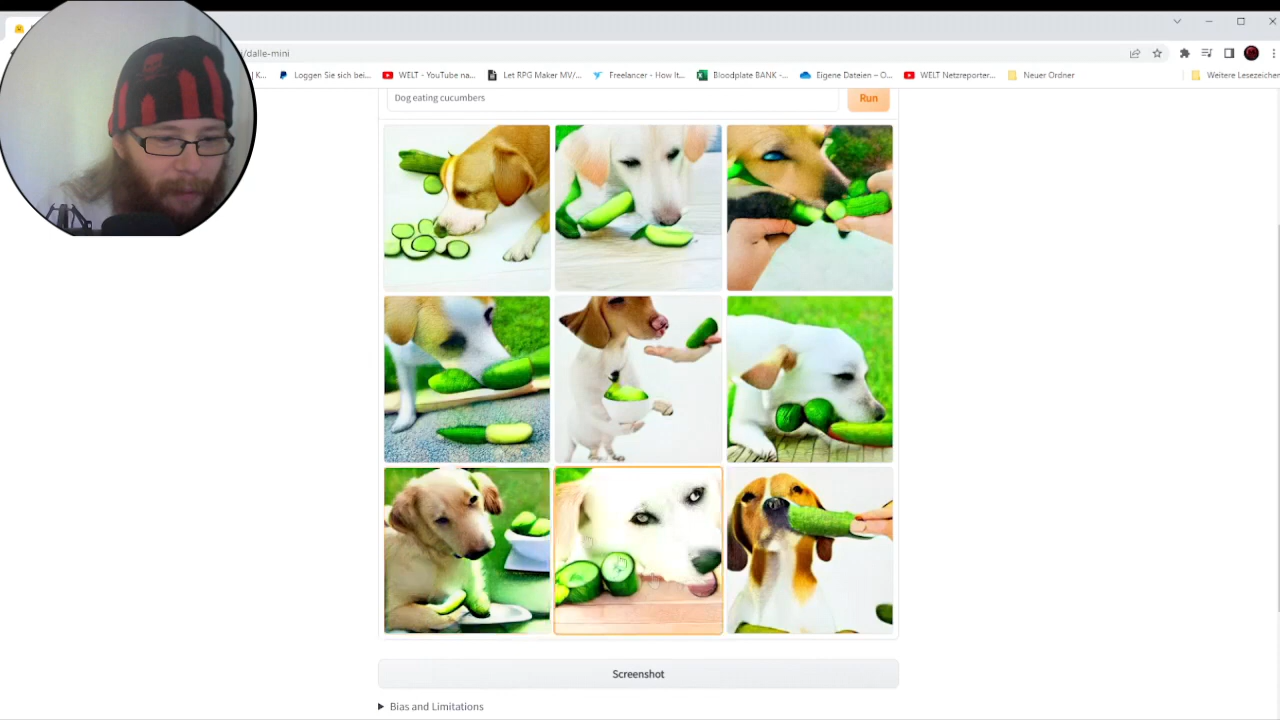 /dalle-mini
K...
Loggen Sie sich bei...
WELT - YouTube na...
Let RPG Maker MV/...
Freelancer - How It...
Bloodplate BANK -...
Eigene Dateien – O...
WELT Netzreporter...
Neuer Ordner
Weitere Lesezeichen
Dog eating cucumbers
Run
Screenshot
Bias and Limitations